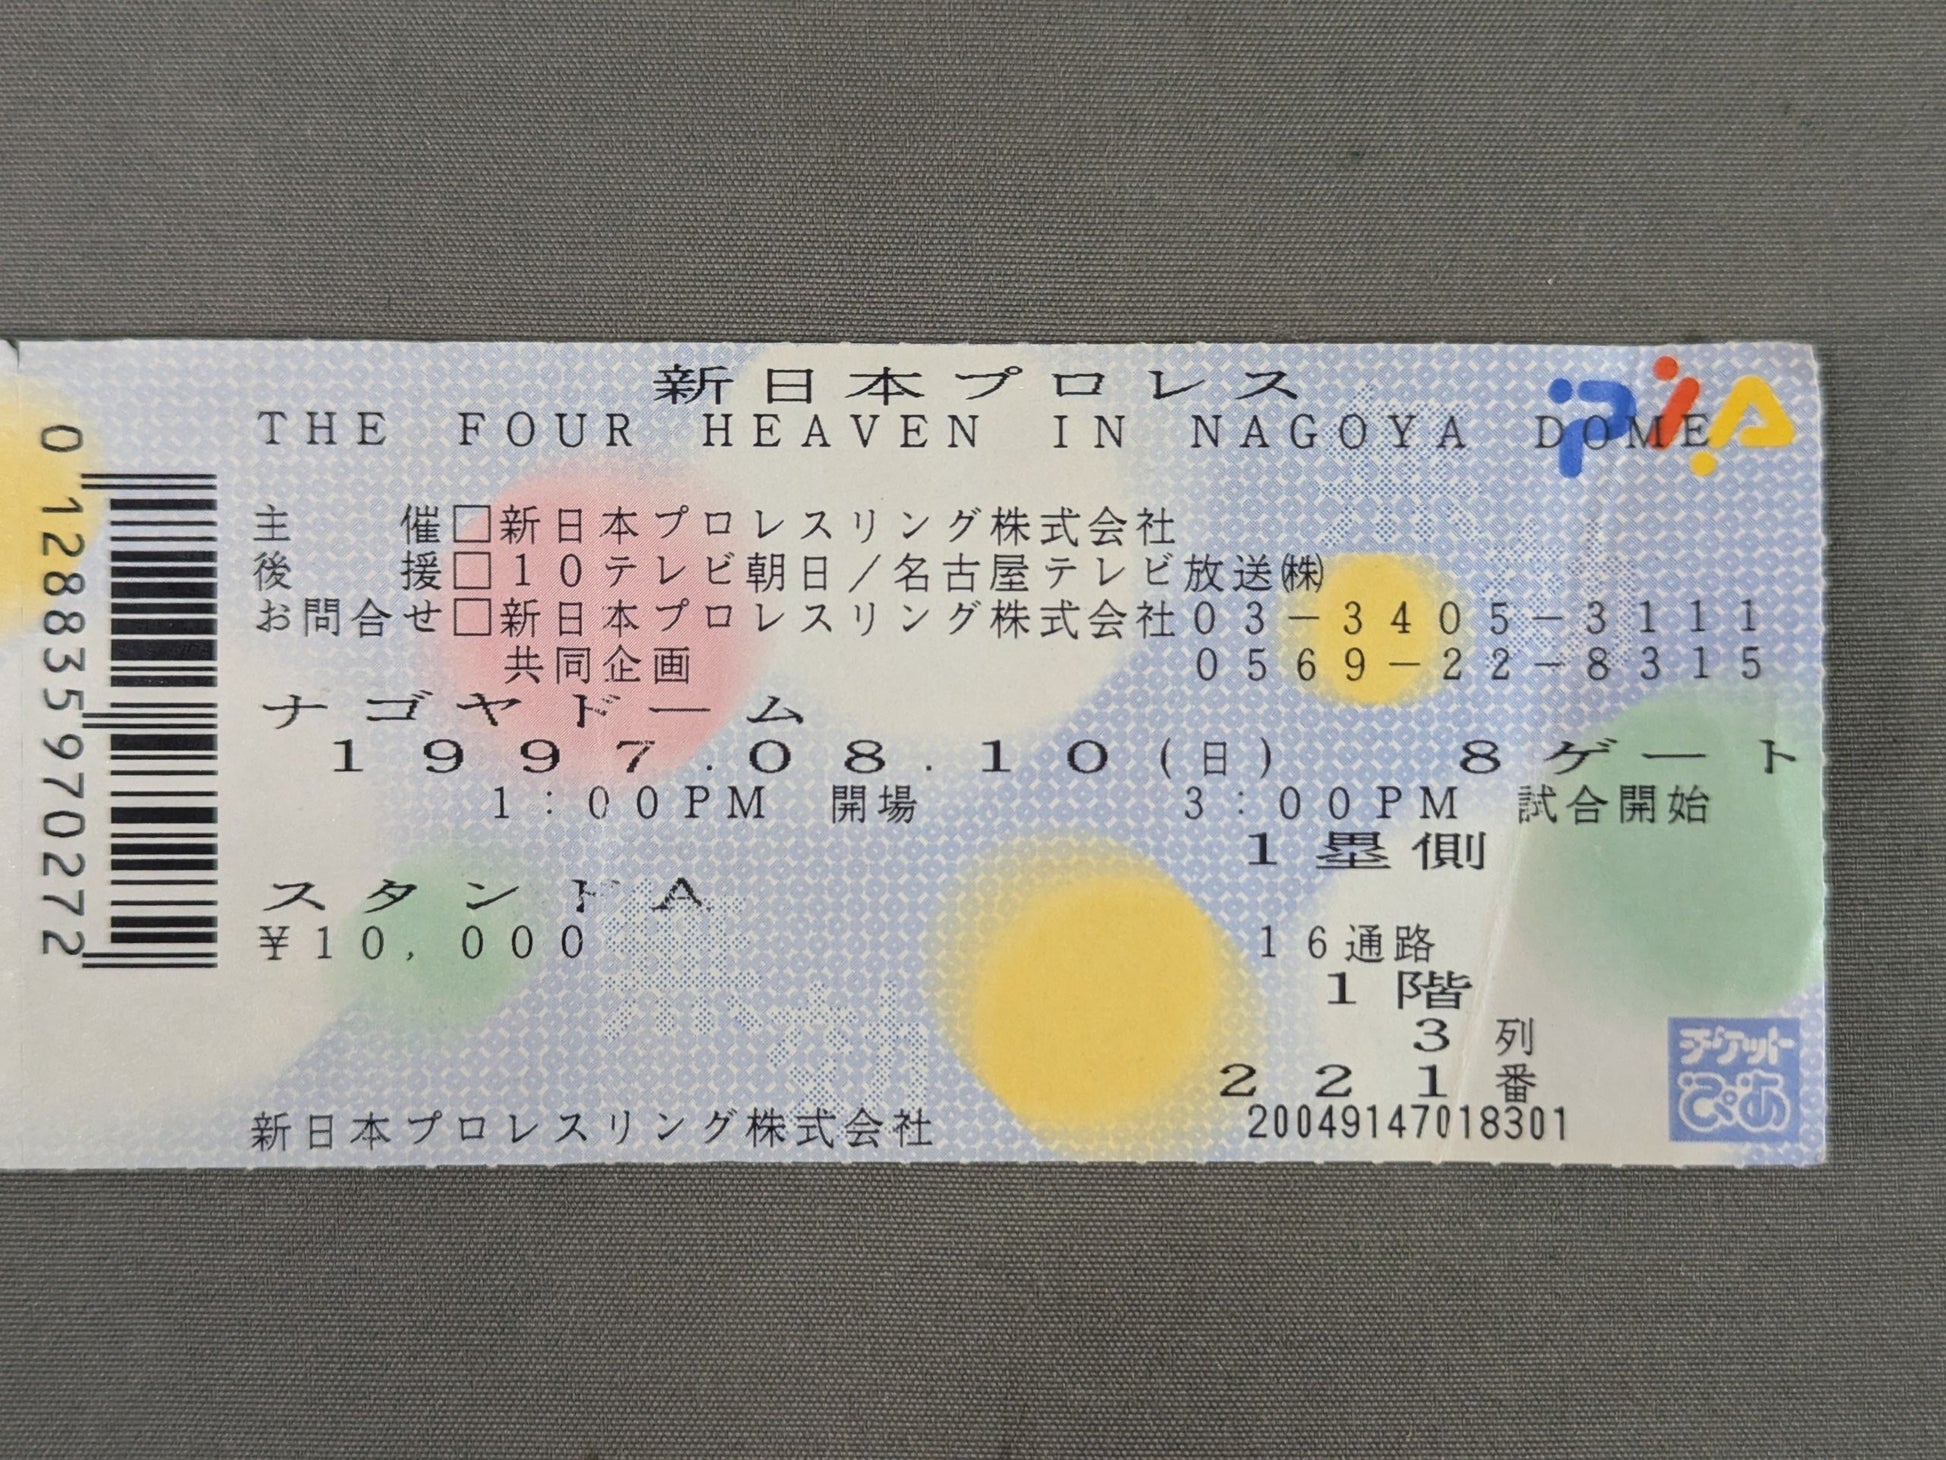 新日本プロレス
PIA
THE FOUR HEAVEN IN NAGOYA DOME
主催□新日本プロレスリング株式会社
後援□10テレビ朝日/名古屋テレビ放送㈱
お問合せ□新日本プロレスリング株式会社03-3405-3111
共同企画 0569-22-8315
ナゴヤドーム
1997.08.10(日) 8ゲート
1:00PM 開場 3:00PM 試合開始
1塁側
スタンドA
¥10,000 16通路
1階
3列
221番
新日本プロレスリング株式会社 20049147018301
チケットぴあ
0128835970272
無効
無効